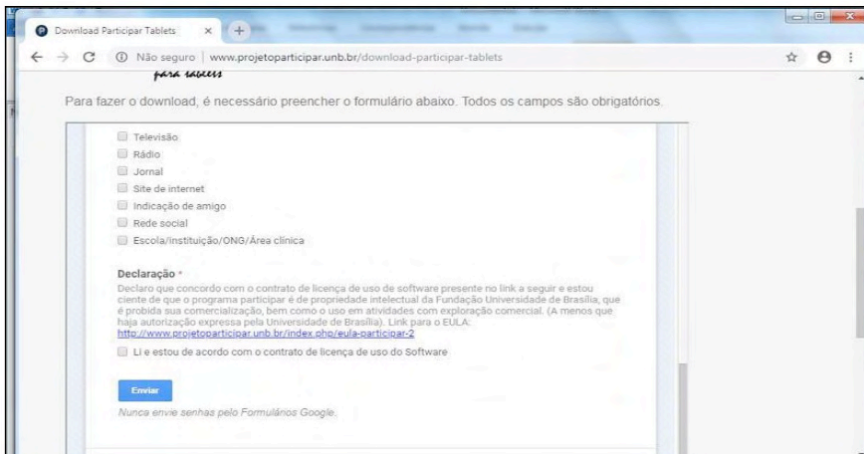 Download Participar Tablets
Não seguro | www.projetoparticipar.unb.br/download-participar-tablets
para tablets
Para fazer o download, é necessário preencher o formulário abaixo. Todos os campos são obrigatórios.
Televisão
Rádio
Jornal
Site de internet
Indicação de amigo
Rede social
Escola/instituição/ONG/Área clínica
Declaração *
Declaro que concordo com o contrato de licença de uso de software presente no link a seguir e estou
ciente de que o programa participar é de propriedade intelectual da Fundação Universidade de Brasília, que
é probida sua comercialização, bem como o uso em atividades com exploração comercial. (A menos que
haja autorização expressa pela Universidade de Brasília). Link para o EULA:
http://www.projetoparticipar.unb.br/index.php/eula-participar-2
Li e estou de acordo com o contrato de licença de uso do Software
Enviar
Nunca envie senhas pelo Formulários Google.